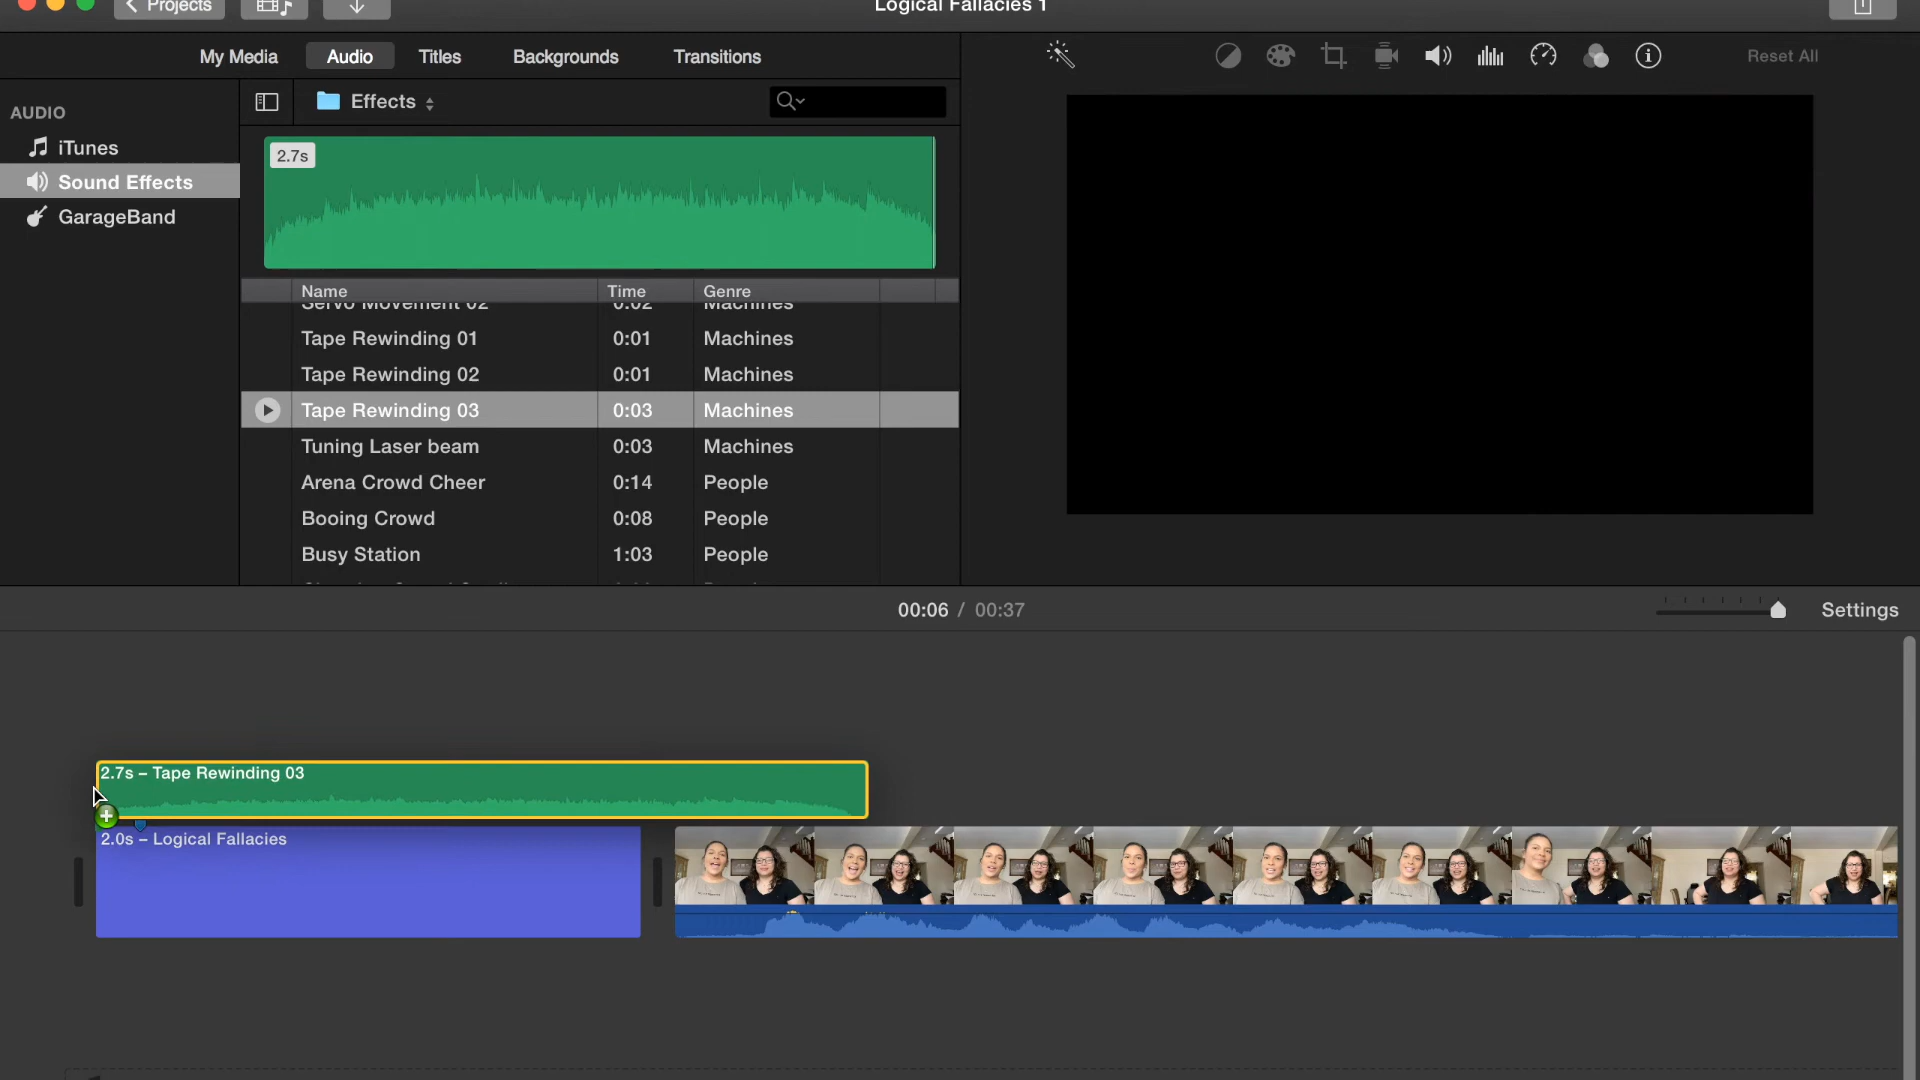 Projects
Logical Fallacies 1
My Media Audio Titles Backgrounds Transitions
Reset All
AUDIO
iTunes
Sound Effects
GarageBand
Effects
2.7s
Name Time Genre
Servo Movement 02 0:02 Machines
Tape Rewinding 01 0:01 Machines
Tape Rewinding 02 0:01 Machines
Tape Rewinding 03 0:03 Machines
Tuning Laser beam 0:03 Machines
Arena Crowd Cheer 0:14 People
Booing Crowd 0:08 People
Busy Station 1:03 People
00:06 / 00:37
Settings
2.7s – Tape Rewinding 03
2.0s – Logical Fallacies